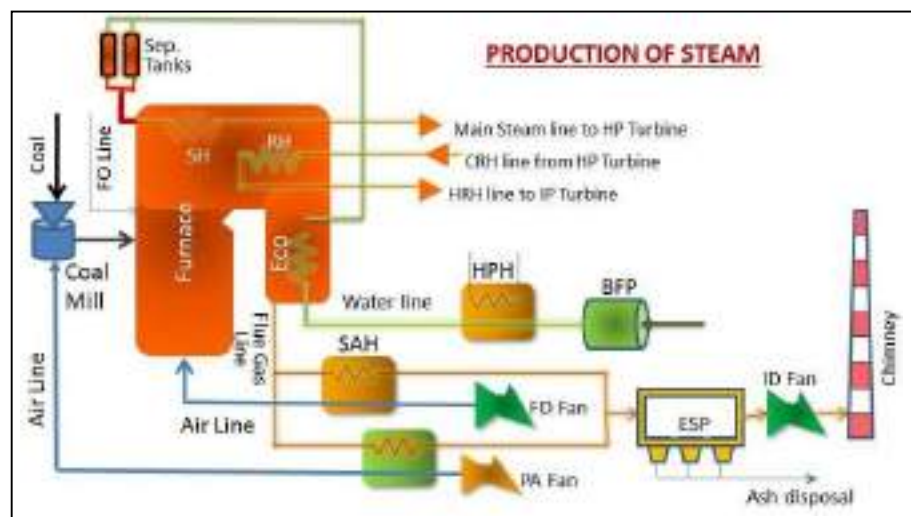 PRODUCTION OF STEAM
Sep.
Tanks
Coal
FO Line
SH
RH
Main Steam line to HP Turbine
CRH line from HP Turbine
HRH line to IP Turbine
Furnace
Eco
Coal
Mill
HPH
BFP
Water line
Flue Gas
Line
SAH
Air Line
Air Line
FD Fan
PA Fan
ESP
ID Fan
Chimney
Ash disposal